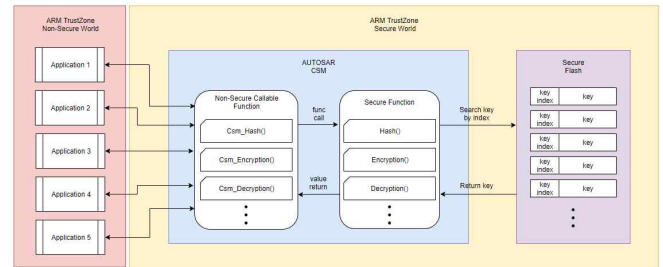 ARM TrustZone
Non-Secure World
Application 1
Application 2
Application 3
Application 4
Application 5
ARM TrustZone
Secure World
AUTOSAR
CSM
Non-Secure Callable
Function
Csm_Hash()
Csm_Encryption()
Csm_Decryption()
func
call
value
return
Secure Function
Hash()
Encryption()
Decryption()
Search key
by index
Return key
Secure
Flash
key
index
key
key
index
key
key
index
key
key
index
key
key
index
key